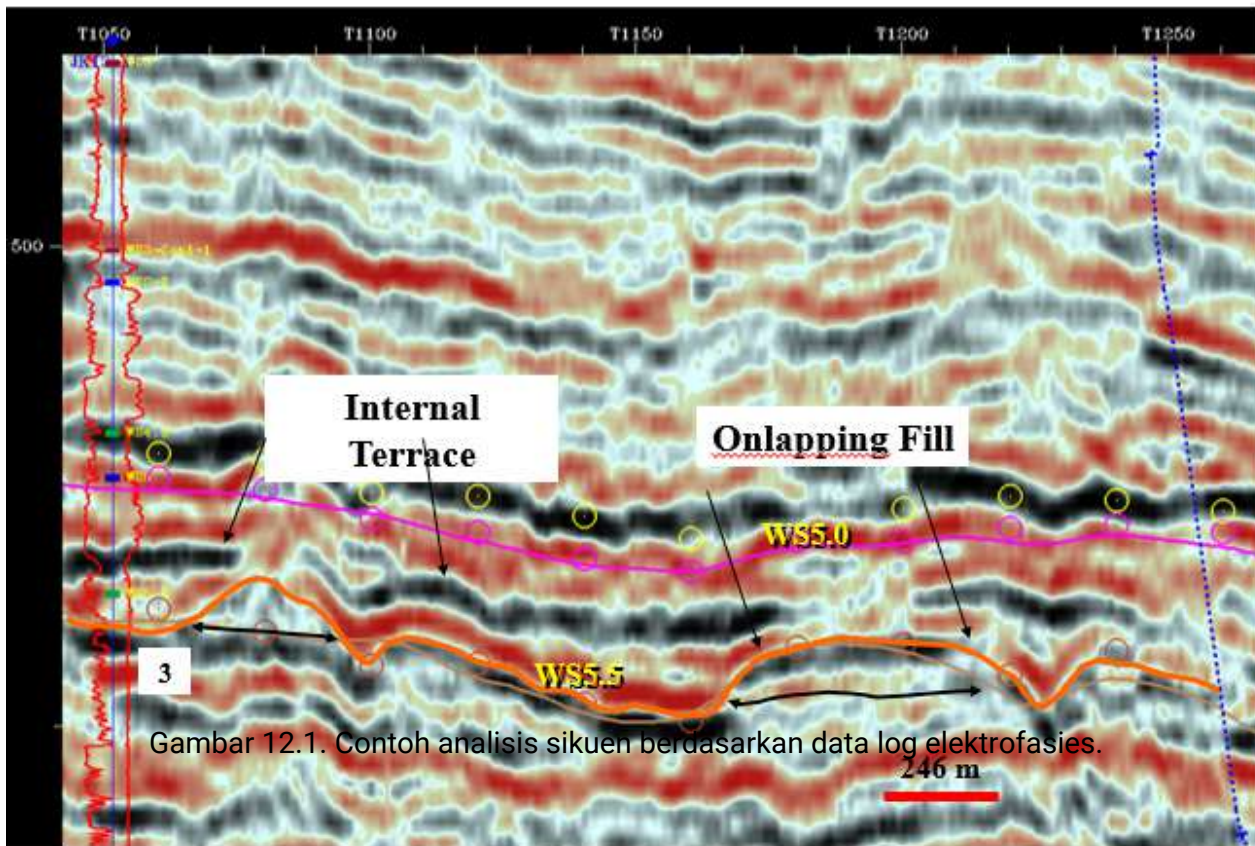 T1050 T1100 T1150 T1200 T1250
500
Internal
Terrace
Onlapping Fill
WS5.0
WS5.5
3
Gambar 12.1. Contoh analisis sikuen berdasarkan data log elektrofasies.
246 m